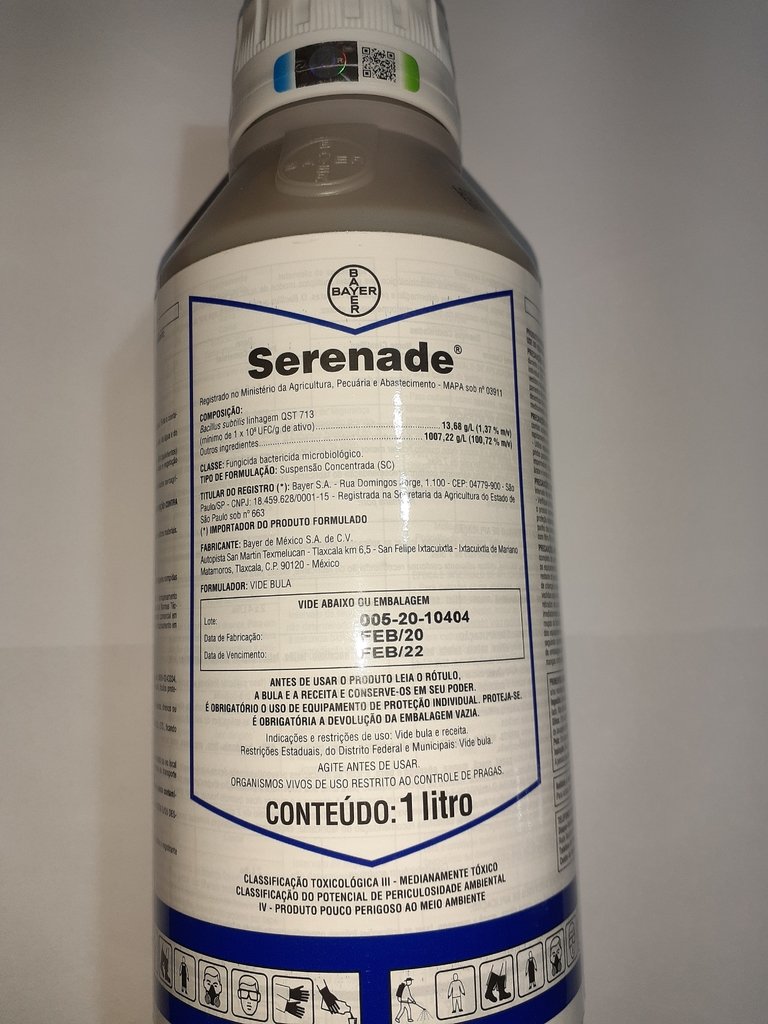 BAYER
BAYER
Serenade®
Registrado no Ministério da Agricultura, Pecuária e Abastecimento - MAPA sob nº 03911
COMPOSIÇÃO:
Bacillus subtilis linhagem QST 713
(mínimo de 1 x 10⁹ UFC/g de ativo) 13,68 g/L (1,37 % m/v)
Outros ingredientes 1007,22 g/L (100,72 % m/v)
CLASSE: Fungicida bactericida microbiológico.
TIPO DE FORMULAÇÃO: Suspensão Concentrada (SC)
TITULAR DO REGISTRO (*): Bayer S.A. - Rua Domingos Jorge, 1.100 - CEP: 04779-900 - São
Paulo/SP - CNPJ: 18.459.628/0001-15 - Registrada na Secretaria da Agricultura do Estado de
São Paulo sob nº 663
(*) IMPORTADOR DO PRODUTO FORMULADO
FABRICANTE: Bayer de México S.A. de C.V.
Autopista San Martin Texmelucan - Tlaxcala km 6,5 - San Felipe Ixtacuixtla - Ixtacuixtla de Mariano
Matamoros, Tlaxcala, C.P. 90120 - México
FORMULADOR: VIDE BULA
VIDE ABAIXO OU EMBALAGEM
Lote: 005-20-10404
Data de Fabricação: FEB/20
Data de Vencimento: FEB/22
ANTES DE USAR O PRODUTO LEIA O RÓTULO,
A BULA E A RECEITA E CONSERVE-OS EM SEU PODER.
É OBRIGATÓRIO O USO DE EQUIPAMENTO DE PROTEÇÃO INDIVIDUAL. PROTEJA-SE.
É OBRIGATÓRIA A DEVOLUÇÃO DA EMBALAGEM VAZIA.
Indicações e restrições de uso: Vide bula e receita.
Restrições Estaduais, do Distrito Federal e Municipais: Vide bula.
AGITE ANTES DE USAR.
ORGANISMOS VIVOS DE USO RESTRITO AO CONTROLE DE PRAGAS.
CONTEÚDO: 1 litro
CLASSIFICAÇÃO TOXICOLÓGICA III - MEDIANAMENTE TÓXICO
CLASSIFICAÇÃO DO POTENCIAL DE PERICULOSIDADE AMBIENTAL
IV - PRODUTO POUCO PERIGOSO AO MEIO AMBIENTE